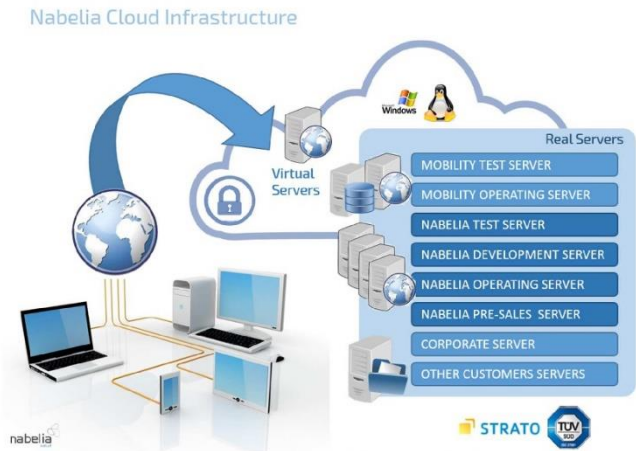 Nabelia Cloud Infrastructure
Windows
Real Servers
Virtual
Servers
MOBILITY TEST SERVER
MOBILITY OPERATING SERVER
NABELIA TEST SERVER
NABELIA DEVELOPMENT SERVER
NABELIA OPERATING SERVER
NABELIA PRE-SALES SERVER
CORPORATE SERVER
OTHER CUSTOMERS SERVERS
STRATO
TÜV
SÜD
nabelia